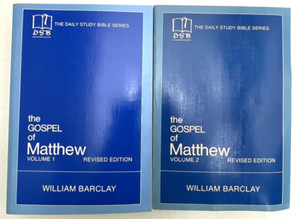 DSB
THE DAILY STUDY BIBLE SERIES
the
GOSPEL
of
Matthew
VOLUME 1 REVISED EDITION
WILLIAM BARCLAY
DSB
THE DAILY STUDY BIBLE SERIES
the
GOSPEL
of
Matthew
VOLUME 2 REVISED EDITION
WILLIAM BARCLAY